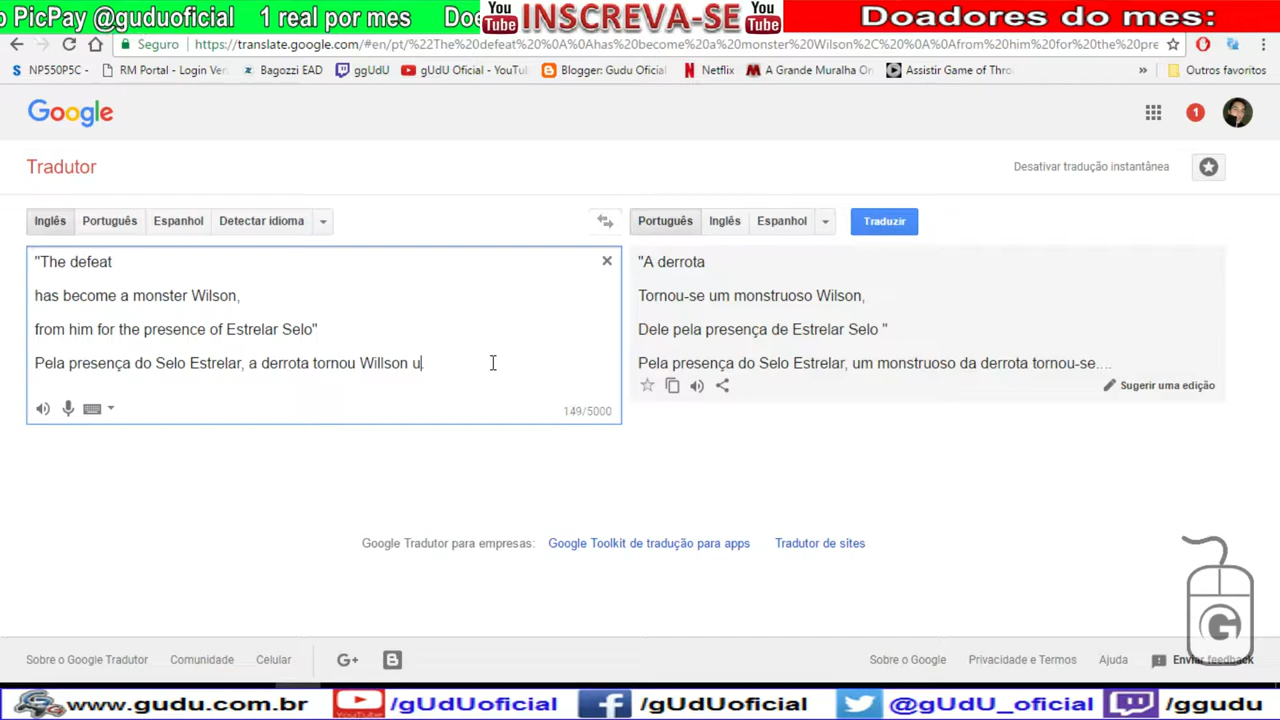 o PicPay @guduoficial 1 real por mes Doe
You Tube INSCREVA-SE You Tube
Doadores do mes:
Seguro https://translate.google.com/#en/pt/%22The%20defeat%20%0A%0Ahas%20become%20a%20monster%20Wilson%2C%20%0A%0Afrom%20him%20for%20the%20pre
NP550P5C - RM Portal - Login Ver Bagozzi EAD ggUdU gUdU Oficial - YouTu Blogger: Gudu Oficial Netflix A Grande Muralha On Assistir Game of Thro » Outros favoritos
Google 1
Tradutor Desativar tradução instantânea
Inglês Português Espanhol Detectar idioma Português Inglês Espanhol Traduzir
"The defeat
has become a monster Wilson,
from him for the presence of Estrelar Selo"
Pela presença do Selo Estrelar, a derrota tornou Willson u
149/5000
"A derrota
Tornou-se um monstruoso Wilson,
Dele pela presença de Estrelar Selo "
Pela presença do Selo Estrelar, um monstruoso da derrota tornou-se....
Sugerir uma edição
Google Tradutor para empresas: Google Toolkit de tradução para apps Tradutor de sites
G
Sobre o Google Tradutor Comunidade Celular G+ B Sobre o Google Privacidade e Termos Ajuda Enviar feedback
www.gudu.com.br YouTube /gUdUoficial /gUdUoficial @gUdU_oficial /ggudu